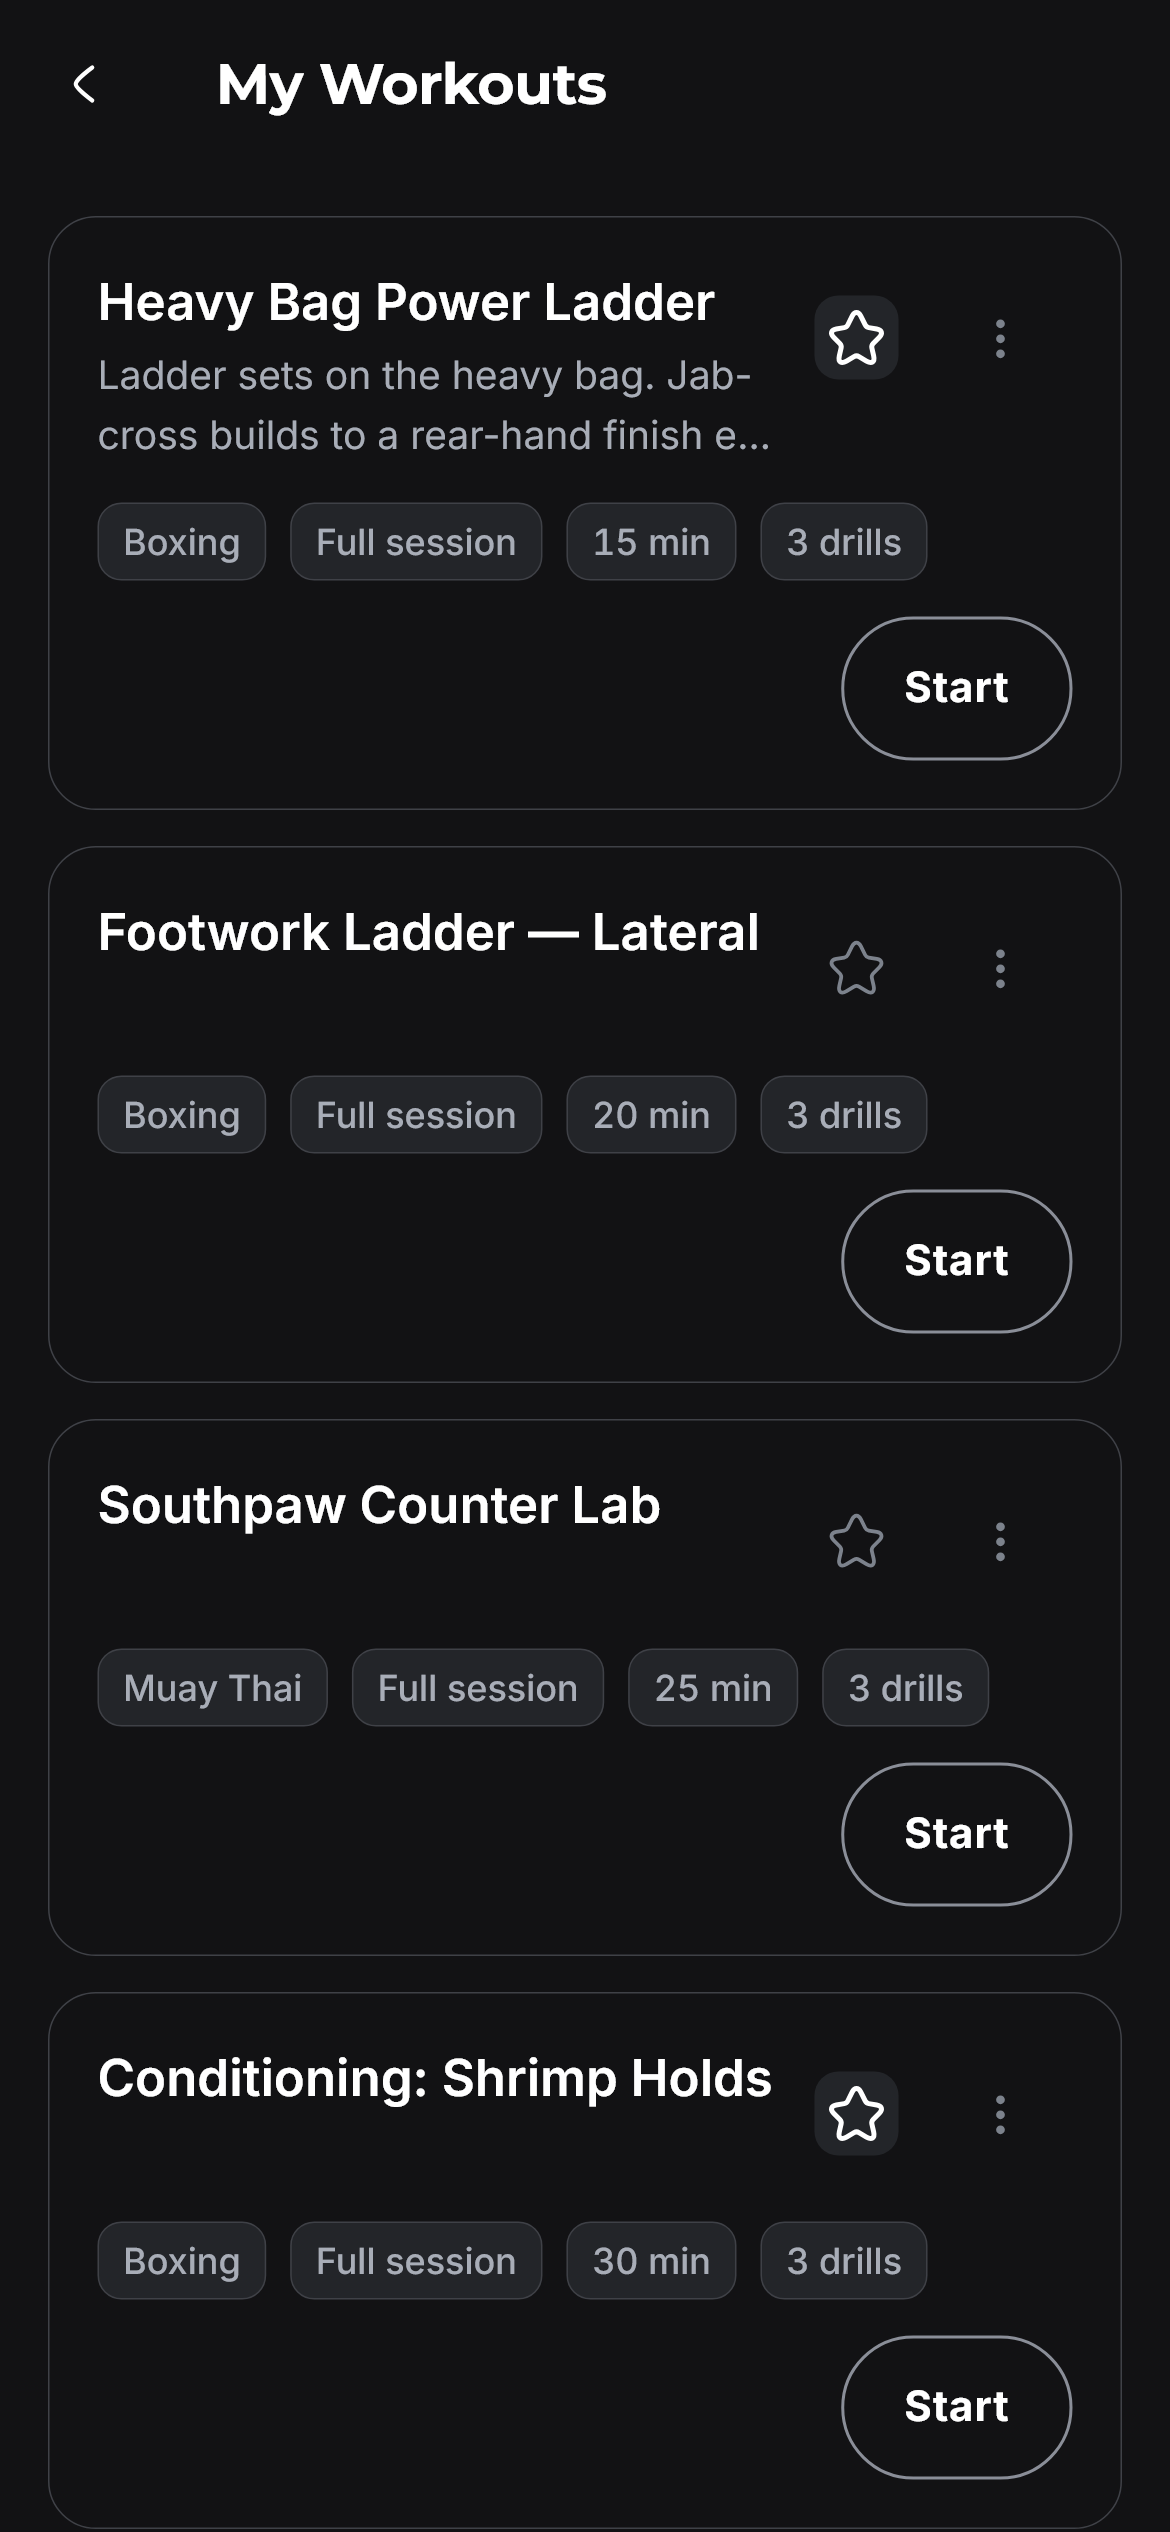 My Workouts
Heavy Bag Power Ladder
Ladder sets on the heavy bag. Jab-
cross builds to a rear-hand finish e...
Boxing
Full session
15 min
3 drills
Start
Footwork Ladder — Lateral
Boxing
Full session
20 min
3 drills
Start
Southpaw Counter Lab
Muay Thai
Full session
25 min
3 drills
Start
Conditioning: Shrimp Holds
Boxing
Full session
30 min
3 drills
Start